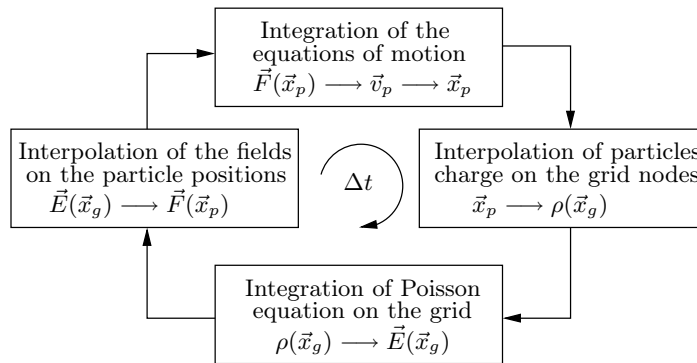 Integration of the
equations of motion
$\vec{F}(\vec{x}_p) \longrightarrow \vec{v}_p \longrightarrow \vec{x}_p$
Interpolation of the fields
on the particle positions
$\vec{E}(\vec{x}_g) \longrightarrow \vec{F}(\vec{x}_p)$
$\Delta t$
Interpolation of particles
charge on the grid nodes
$\vec{x}_p \longrightarrow \rho(\vec{x}_g)$
Integration of Poisson
equation on the grid
$\rho(\vec{x}_g) \longrightarrow \vec{E}(\vec{x}_g)$